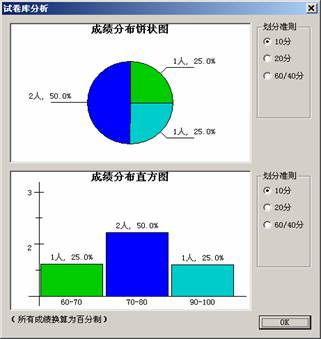 试卷库分析
成绩分布饼状图
1人, 25.0%
2人, 50.0%
1人, 25.0%
划分准则
10分
20分
60/40分
成绩分布直方图
3
2
2人, 50.0%
1人, 25.0%
1人, 25.0%
60-70
70-80
90-100
划分准则
10分
20分
60/40分
(所有成绩换算为百分制)
OK